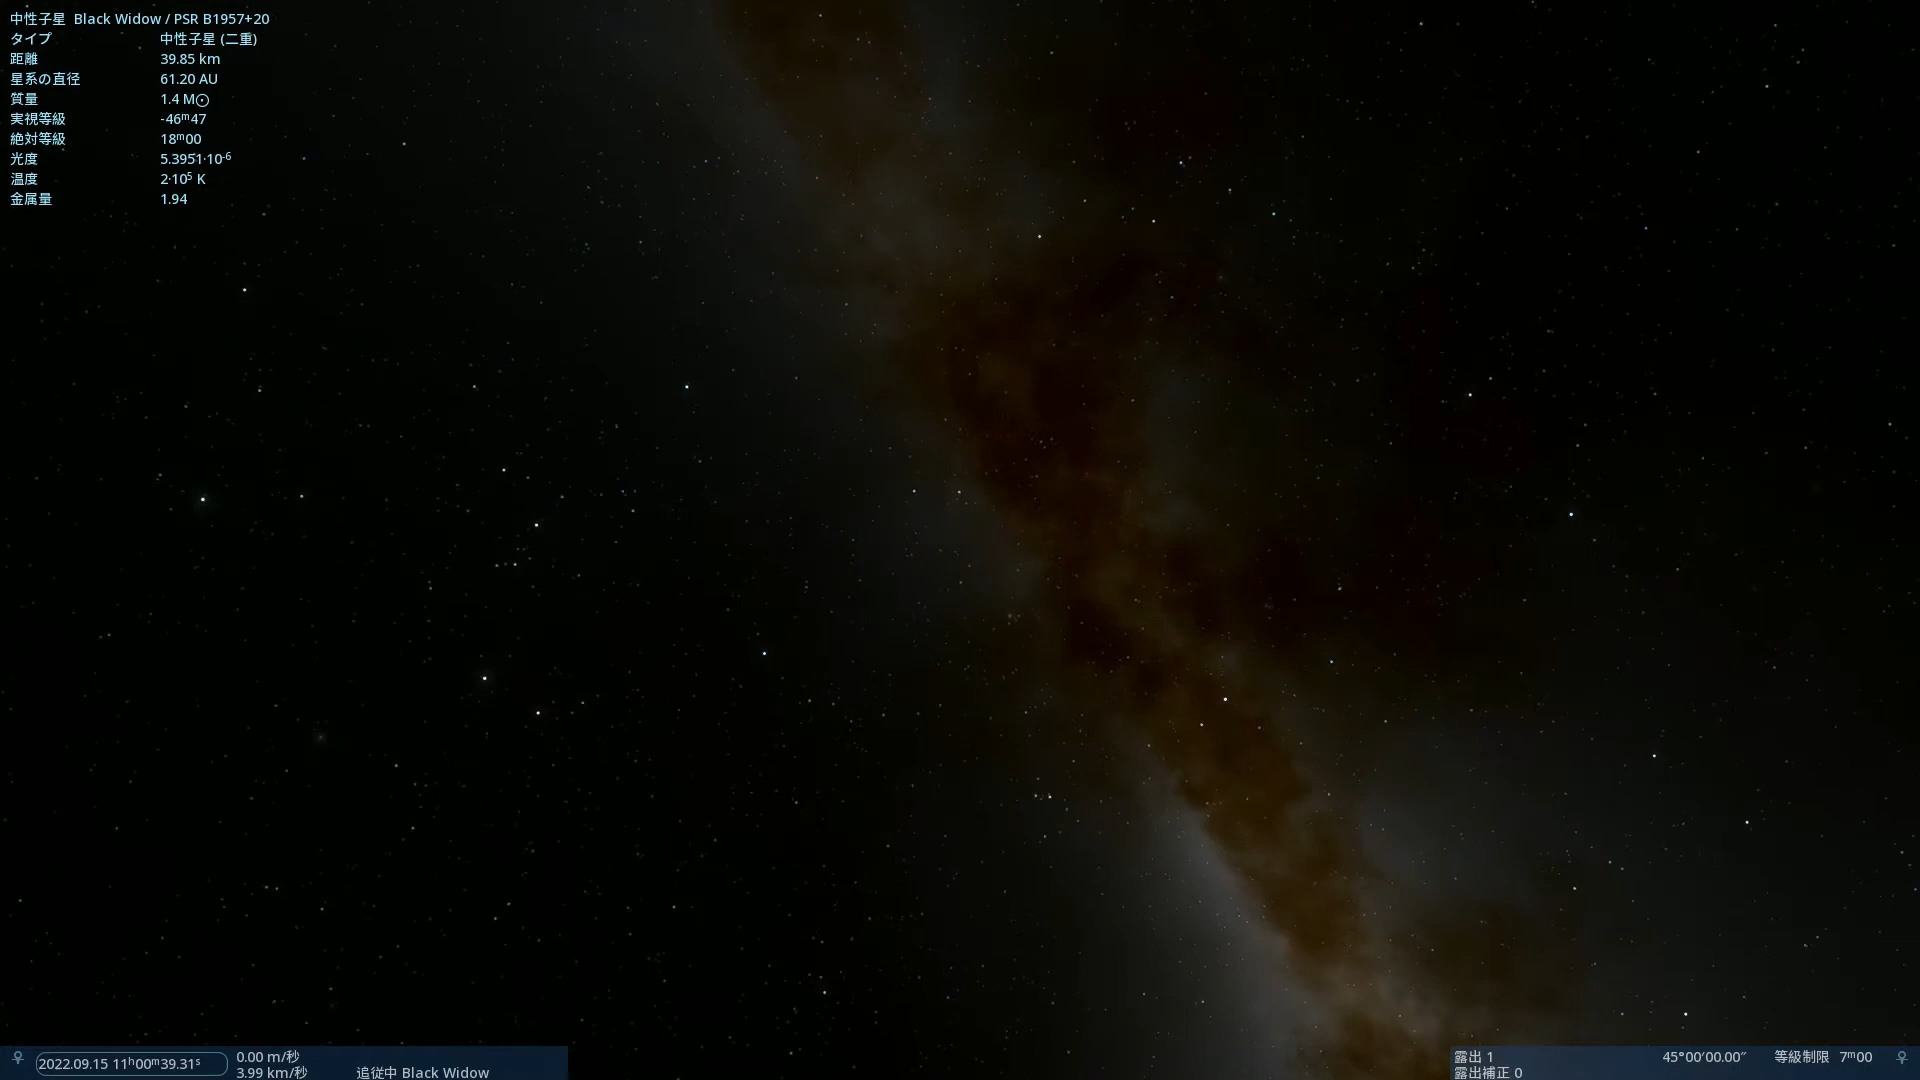 中性子星 Black Widow / PSR B1957+20
タイプ 中性子星 (二重)
距離 39.85 km
星系の直径 61.20 AU
質量 1.4 M⊙
実視等級 -46ᵐ47
絶対等級 18ᵐ00
光度 5.3951·10⁻⁶
温度 2·10⁵ K
金属量 1.94
2022.09.15 11ʰ00ᵐ39.31ˢ
0.00 m/秒
3.99 km/秒 追従中 Black Widow
露出 1 45°00′00.00″ 等級制限 7ᵐ00
露出補正 0